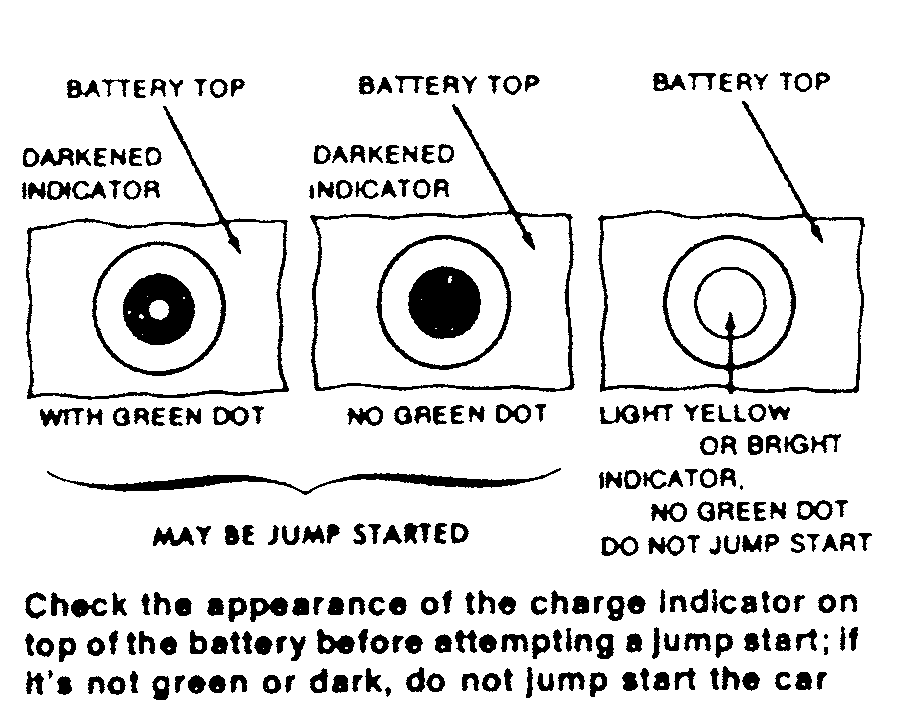 BATTERY TOP
DARKENED
INDICATOR
WITH GREEN DOT
BATTERY TOP
DARKENED
INDICATOR
NO GREEN DOT
MAY BE JUMP STARTED
BATTERY TOP
LIGHT YELLOW
OR BRIGHT
INDICATOR,
NO GREEN DOT
DO NOT JUMP START
Check the appearance of the charge indicator on
top of the battery before attempting a jump start; if
it's not green or dark, do not jump start the car